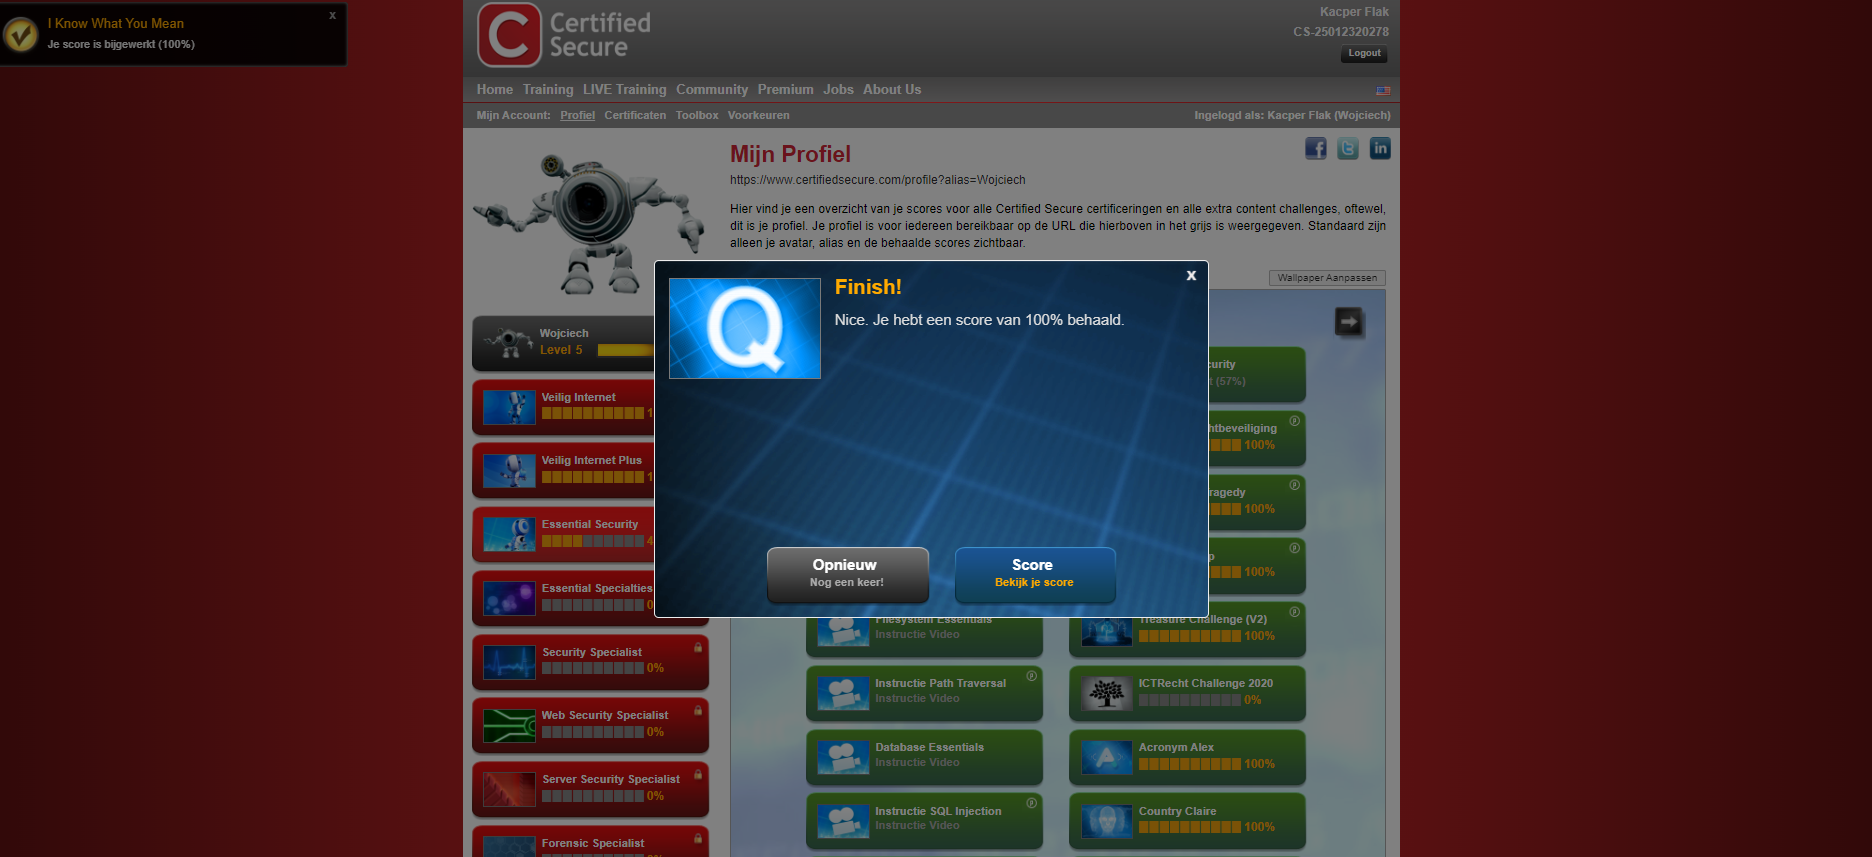 I Know What You Mean
x
Je score is bijgewerkt (100%)
C Certified
Secure
Kacper Flak
CS-25012320278
Logout
Home Training LIVE Training Community Premium Jobs About Us
Mijn Account: Profiel Certificaten Toolbox Voorkeuren
Ingelogd als: Kacper Flak (Wojciech)
Mijn Profiel
f t in
https://www.certifiedsecure.com/profile?alias=Wojciech
Hier vind je een overzicht van je scores voor alle Certified Secure certificeringen en alle extra content challenges, oftewel,
dit is je profiel. Je profiel is voor iedereen bereikbaar op de URL die hierboven in het grijs is weergegeven. Standaard zijn
alleen je avatar, alias en de behaalde scores zichtbaar.
Wallpaper Aanpassen
Q
Finish!
x
Nice. Je hebt een score van 100% behaald.
Opnieuw
Nog een keer!
Score
Bekijk je score
Wojciech
Level 5
Veilig Internet
1
Veilig Internet Plus
1
Essential Security
4
Essential Specialties
0
Security Specialist
0%
Web Security Specialist
0%
Server Security Specialist
0%
Forensic Specialist
Filesystem Essentials
Instructie Video
Instructie Path Traversal
Instructie Video
Database Essentials
Instructie Video
Instructie SQL Injection
Instructie Video
curity
t (57%)
htbeveiliging
100%
ragedy
100%
p
100%
Treasure Challenge (V2)
100%
ICTRecht Challenge 2020
0%
A
Acronym Alex
100%
Country Claire
100%